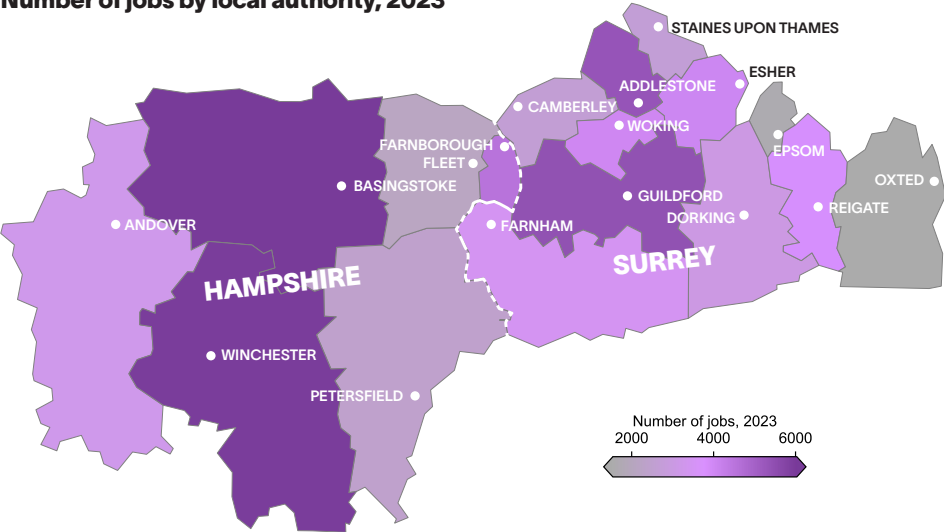 Number of jobs by local authority, 2023
STAINES UPON THAMES
ESHER
ADDLESTONE
CAMBERLEY
WOKING
FARNBOROUGH
EPSOM
FLEET
OXTED
BASINGSTOKE
GUILDFORD
REIGATE
DORKING
ANDOVER
FARNHAM
SURREY
HAMPSHIRE
WINCHESTER
PETERSFIELD
Number of jobs, 2023
2000 4000 6000